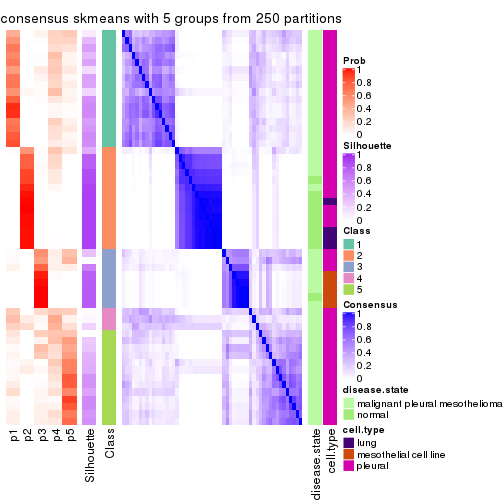 consensus skmeans with 5 groups from 250 partitions
Prob
1
0.8
0.6
0.4
0.2
0
Silhouette
1
0.8
0.6
0.4
0.2
0
Class
1
2
3
4
5
Consensus
1
0.8
0.6
0.4
0.2
0
disease.state
malignant pleural mesothelioma
normal
cell.type
lung
mesothelial cell line
pleural
p1
p2
p3
p4
p5
Silhouette
Class
disease.state
cell.type